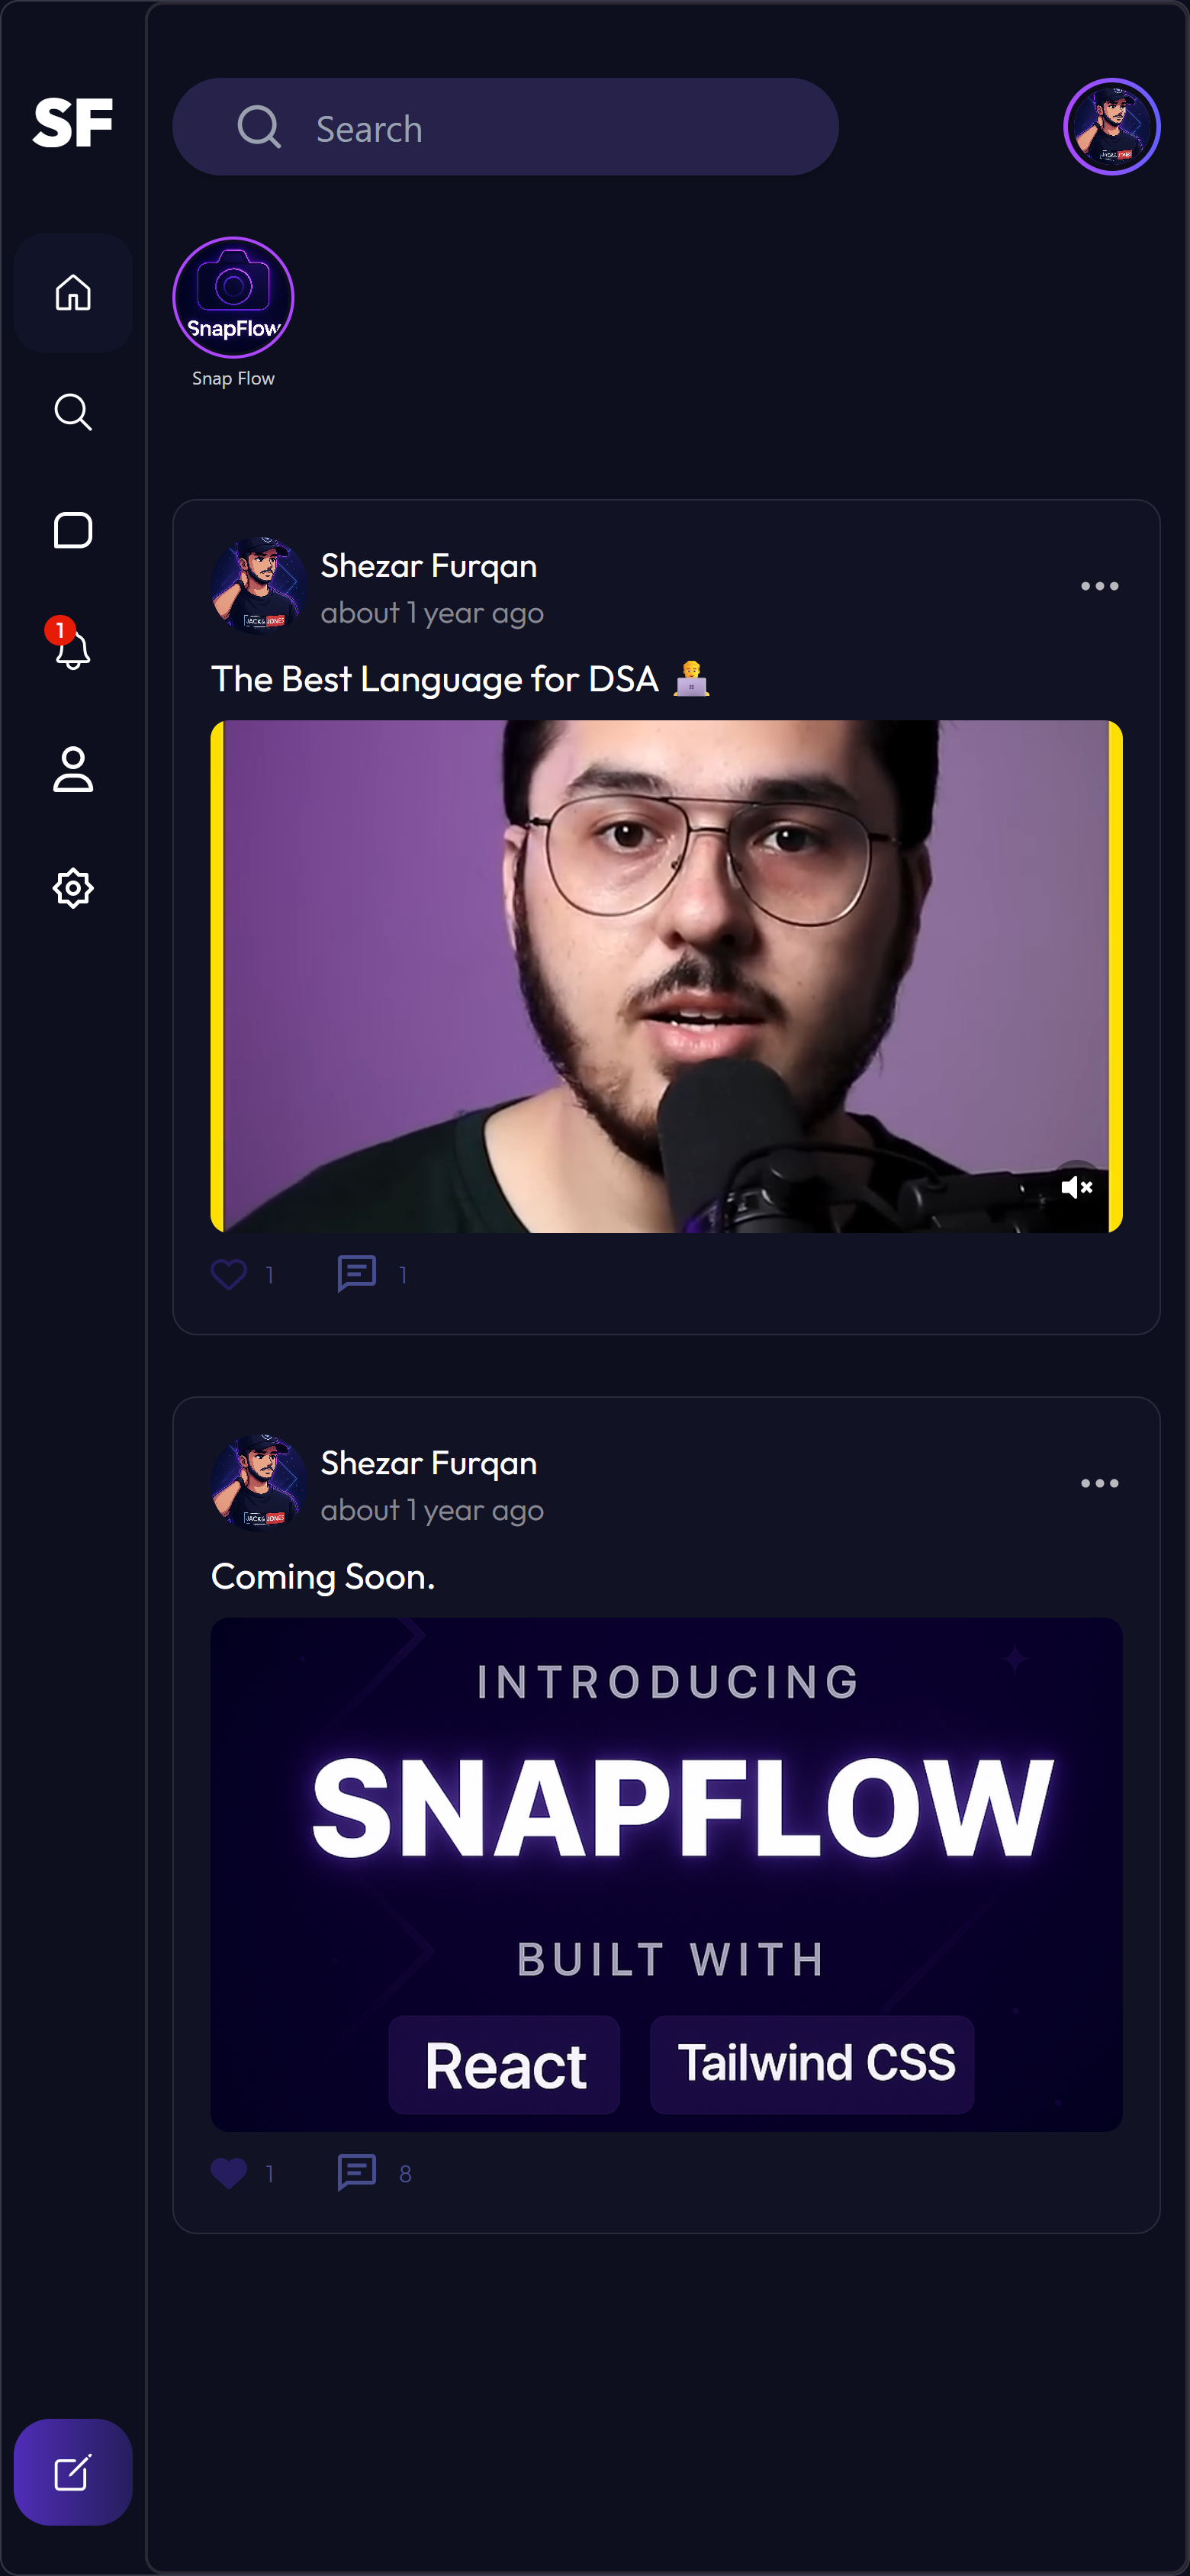 SF
Search
SnapFlow
Snap Flow
1
Shezar Furqan
about 1 year ago
The Best Language for DSA 🧑‍💻
1 1
Shezar Furqan
about 1 year ago
Coming Soon.
INTRODUCING
SNAPFLOW
BUILT WITH
React Tailwind CSS
1 8